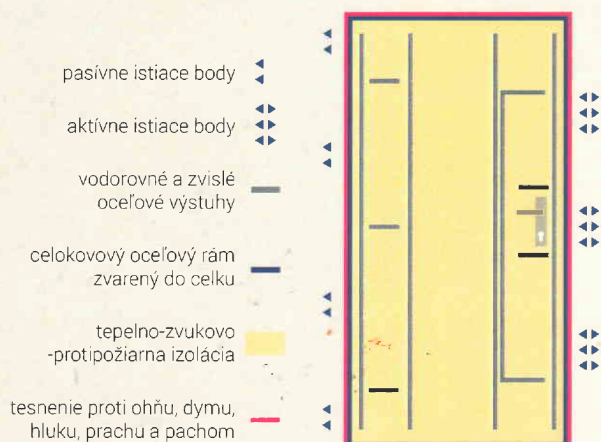 pasívne istiace body
aktívne istiace body
vodorovné a zvislé
oceľové výstuhy
celokovový oceľový rám
zvarený do celku
tepelno-zvukovo
-protipožiarna izolácia
tesnenie proti ohňu, dymu,
hluku, prachu a pachom